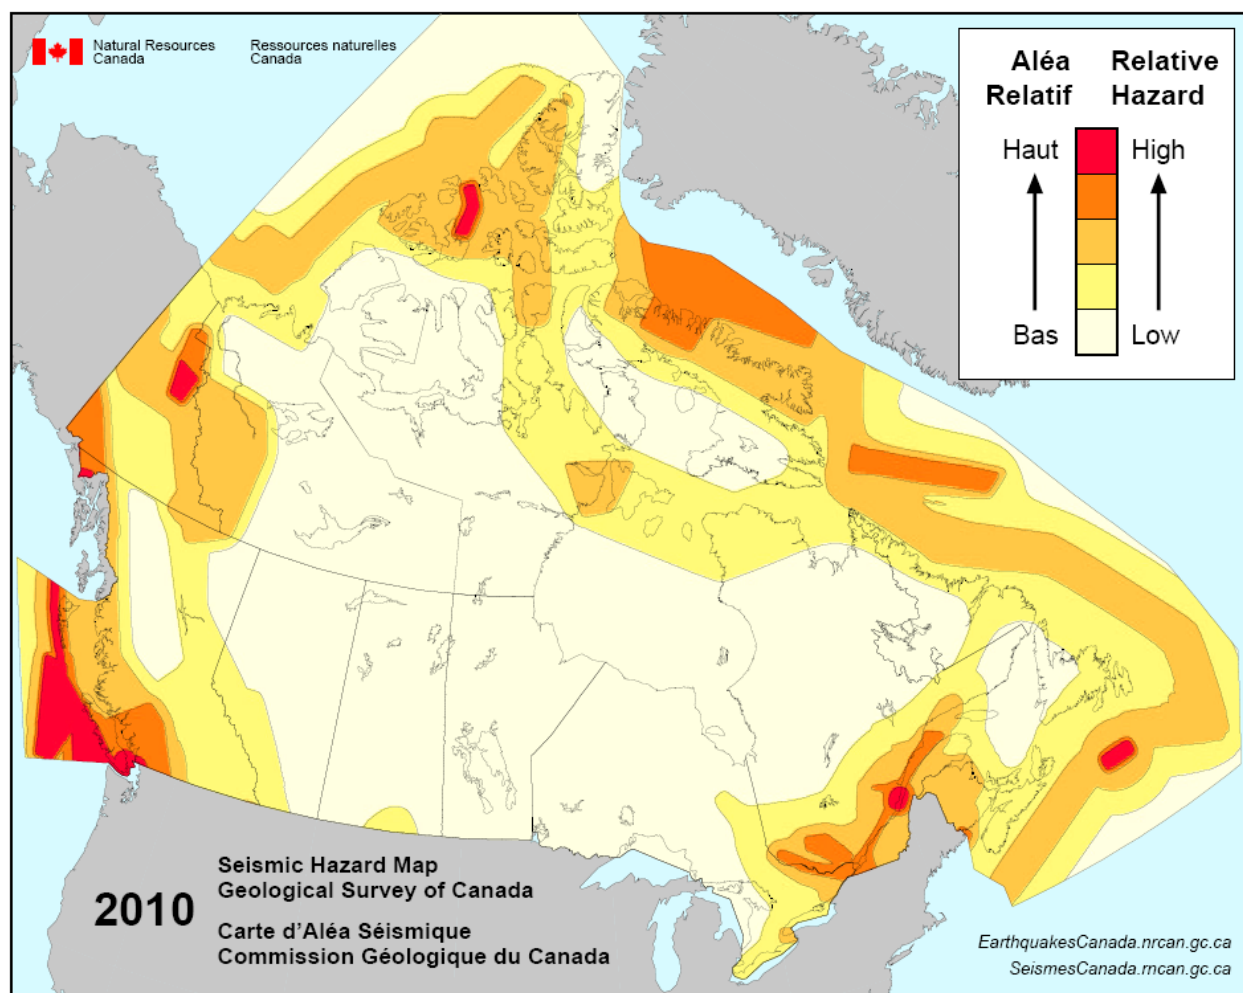 Natural Resources
Canada
Ressources naturelles
Canada
Aléa
Relatif
Relative
Hazard
Haut
High
Bas
Low
2010
Seismic Hazard Map
Geological Survey of Canada
Carte d'Aléa Séismique
Commission Géologique du Canada
EarthquakesCanada.nrcan.gc.ca
SeismesCanada.rncan.gc.ca